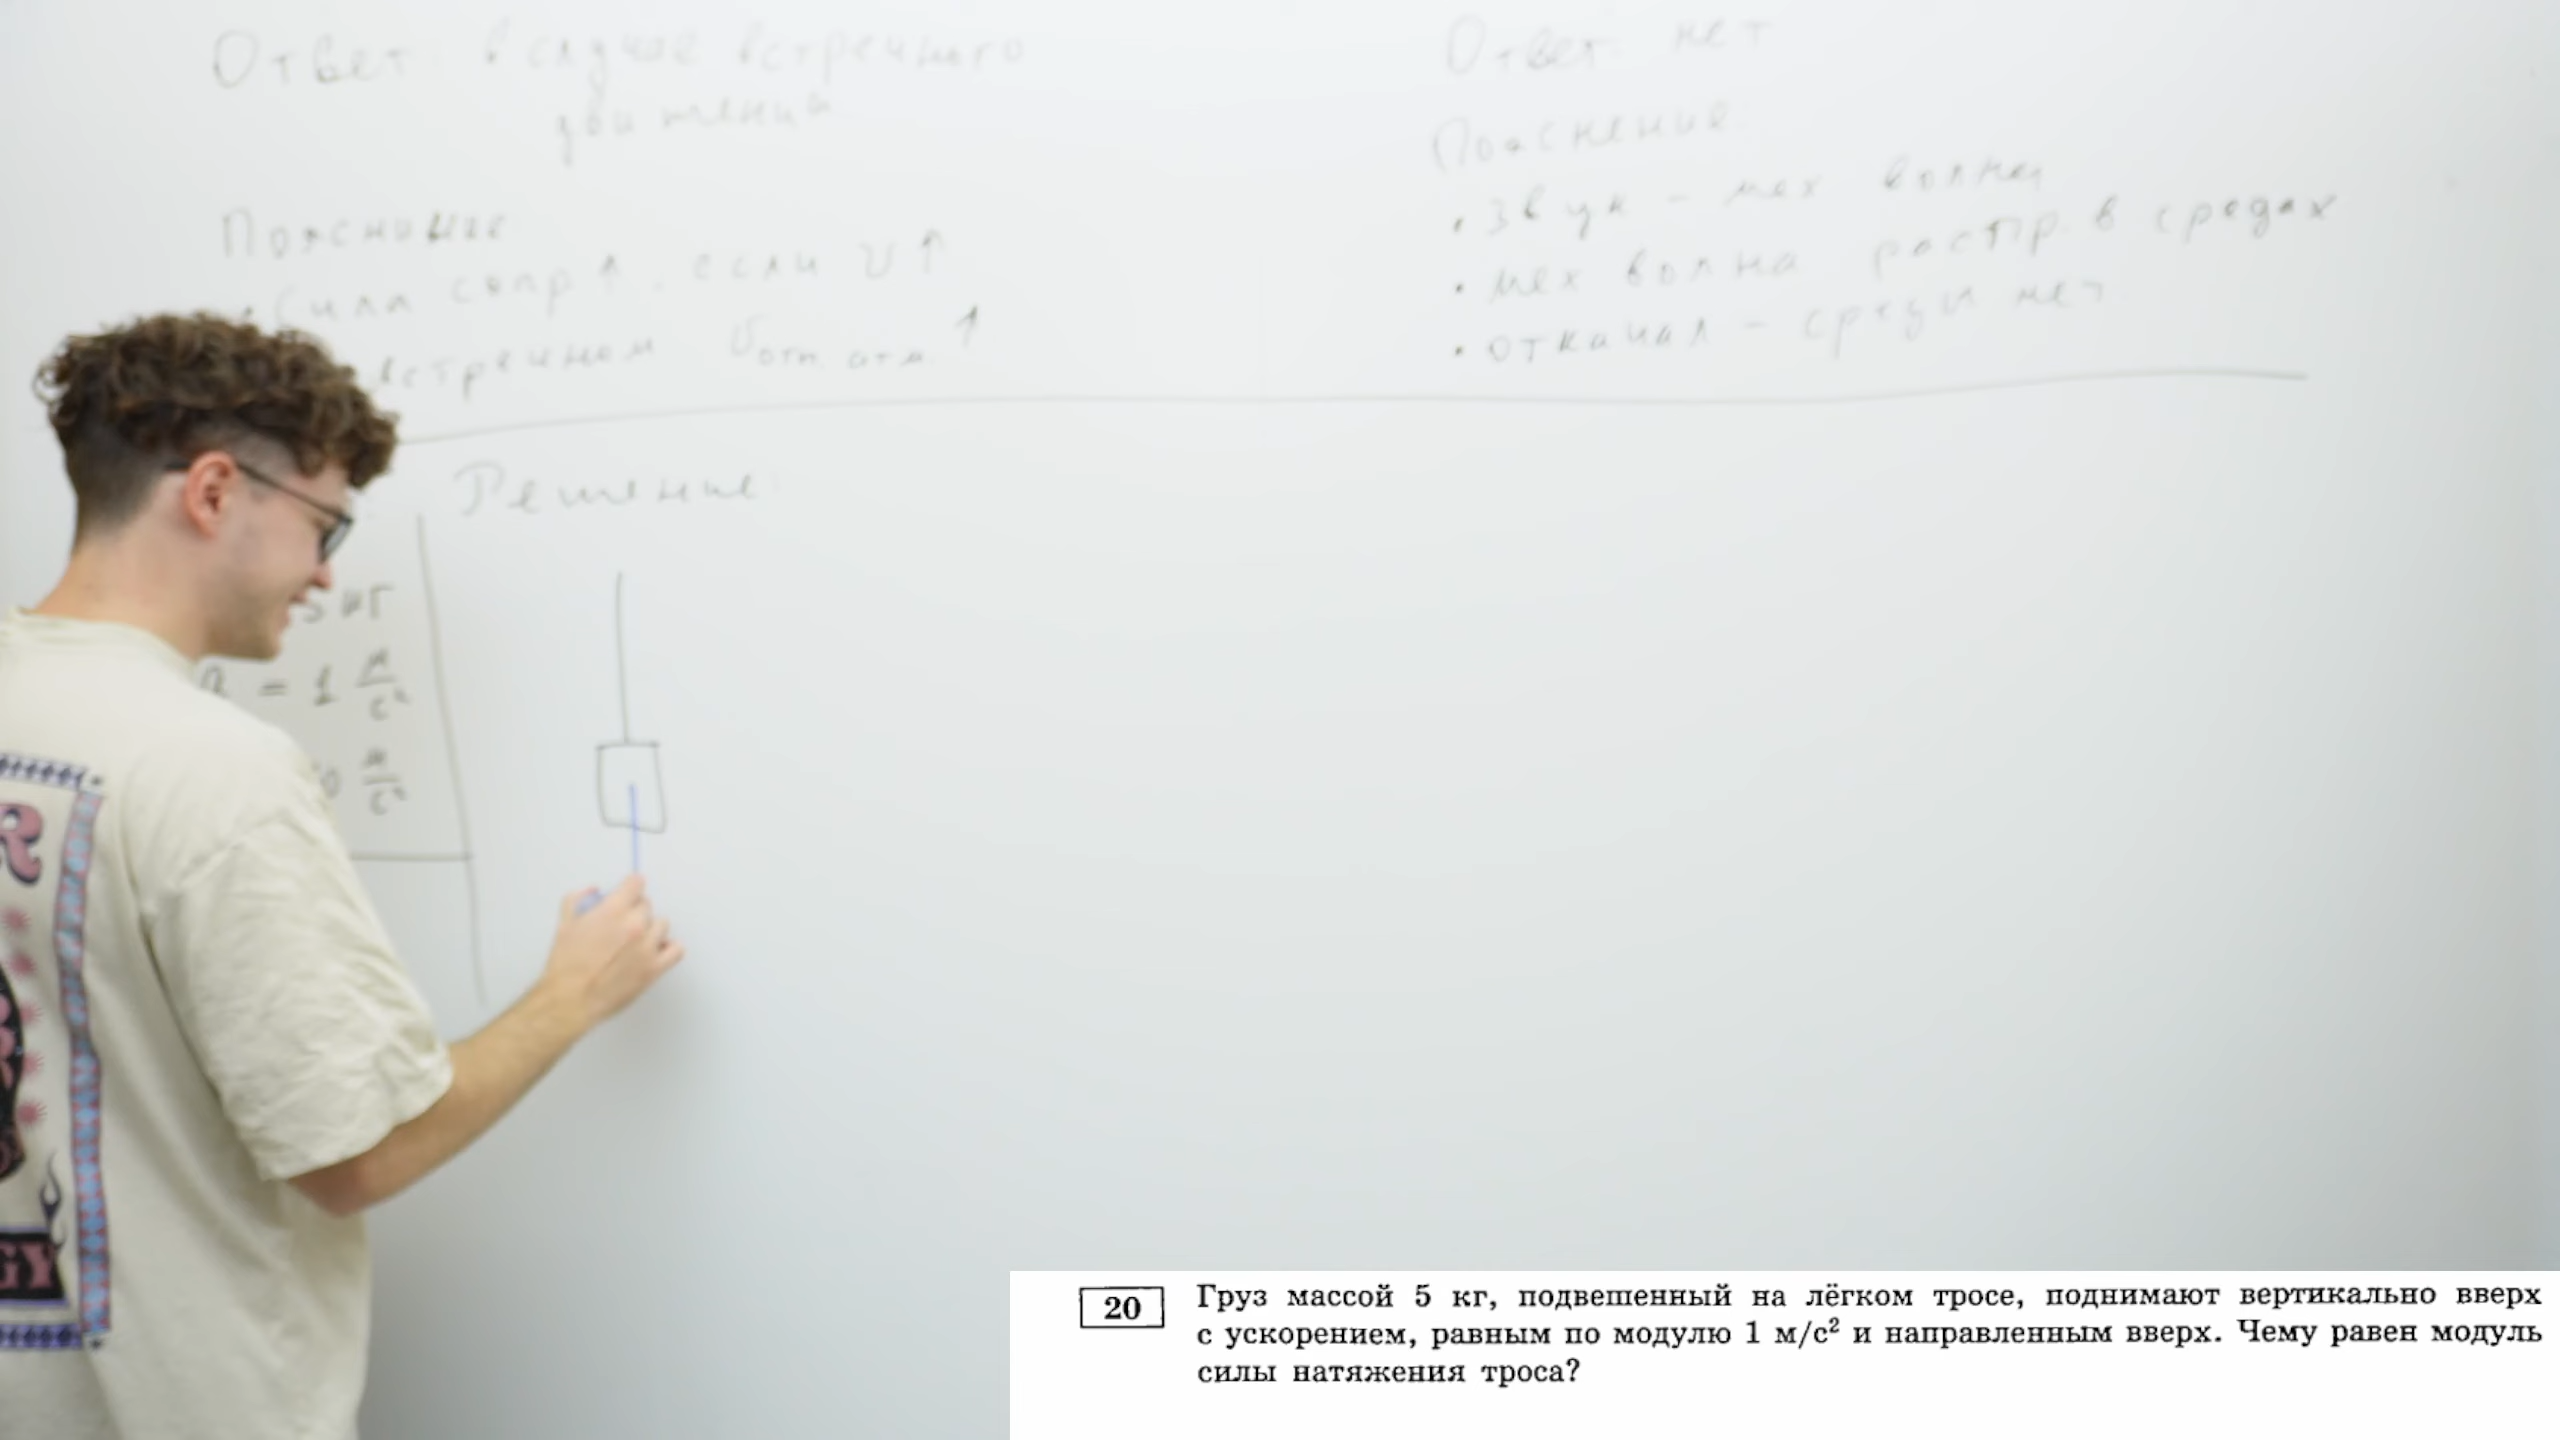 Ответ в случае встречного
движения
Пояснение
Сила сопр ↑, если υ ↑
встречном υотн. атм. ↑
Ответ нет
Пояснение
• Звук - мех волна
• мех волна распр. в средах
• откачал - среды нет
Решение:
5 кг
a = 1 м/с²
м/с²
R
GY
20
Груз массой 5 кг, подвешенный на лёгком тросе, поднимают вертикально вверх
с ускорением, равным по модулю 1 м/с² и направленным вверх. Чему равен модуль
силы натяжения троса?